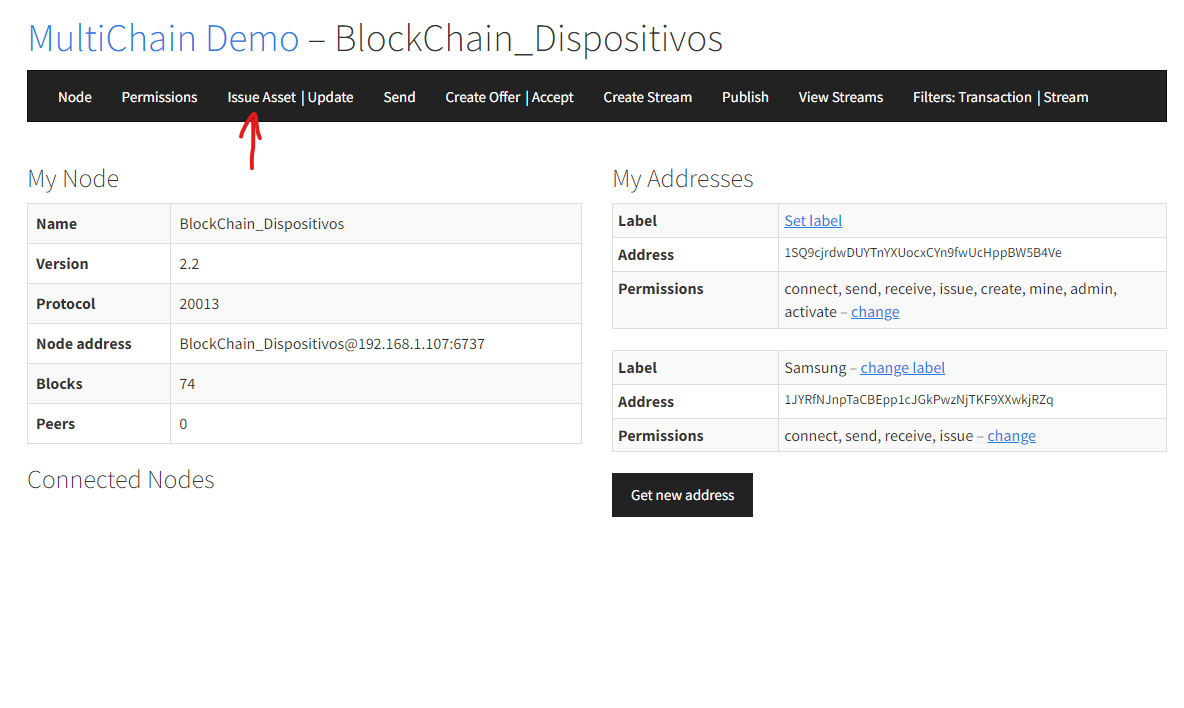 MultiChain Demo – BlockChain_Dispositivos
Node Permissions Issue Asset | Update Send Create Offer | Accept Create Stream Publish View Streams Filters: Transaction | Stream
My Node
Name BlockChain_Dispositivos
Version 2.2
Protocol 20013
Node address BlockChain_Dispositivos@192.168.1.107:6737
Blocks 74
Peers 0
Connected Nodes
My Addresses
Label Set label
Address 1SQ9cjrdwDUYTnYXUocxCYn9fwUcHppBW5B4Ve
Permissions connect, send, receive, issue, create, mine, admin,
activate – change
Label Samsung – change label
Address 1JYRfNJnpTaCBEpp1cJGkPwzNjTKF9XXwkjRZq
Permissions connect, send, receive, issue – change
Get new address